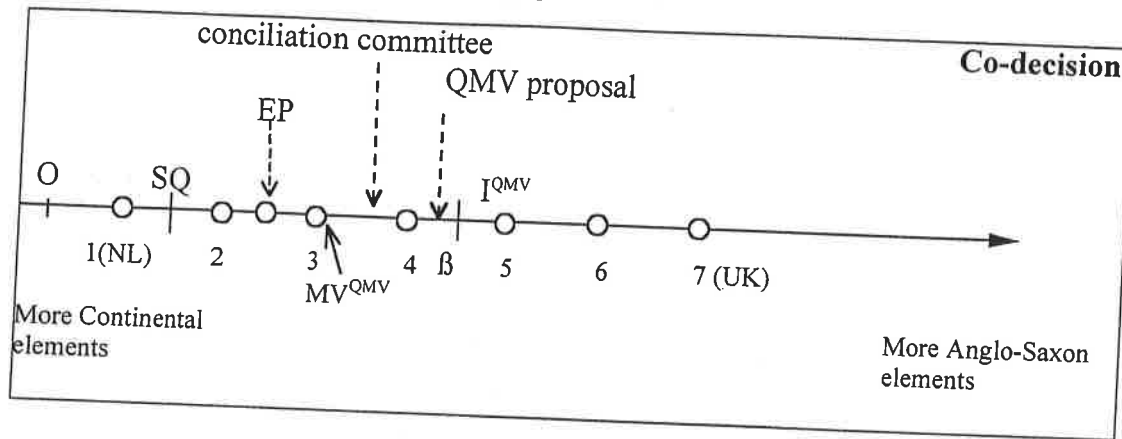 conciliation committee
Co-decision
QMV proposal
EP
O
SQ
I^QMV
1(NL)
2
3
4
ß
5
6
7 (UK)
MV^QMV
More Continental
elements
More Anglo-Saxon
elements